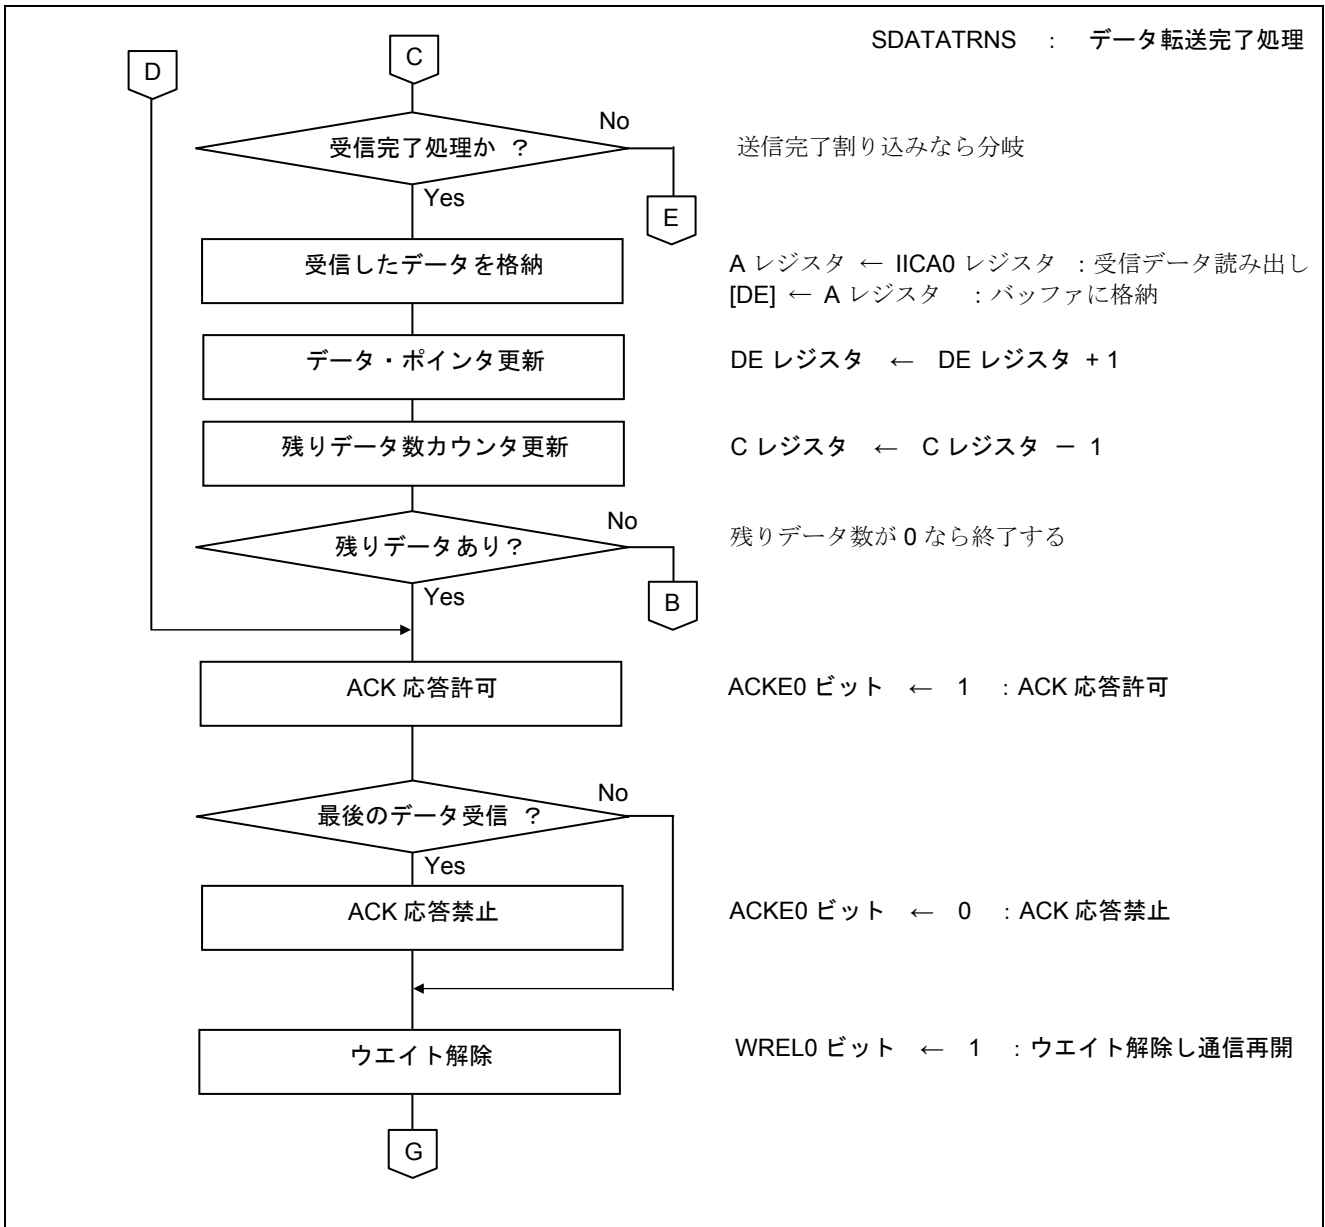 SDATATRNS : データ転送完了処理
D
C
受信完了処理か ?
No
送信完了割り込みなら分岐
Yes
E
受信したデータを格納
A レジスタ ← IICA0 レジスタ : 受信データ読み出し
[DE] ← A レジスタ : バッファに格納
データ・ポインタ更新
DE レジスタ ← DE レジスタ + 1
残りデータ数カウンタ更新
C レジスタ ← C レジスタ － 1
残りデータあり?
No
残りデータ数が 0 なら終了する
Yes
B
ACK 応答許可
ACKE0 ビット ← 1 : ACK 応答許可
最後のデータ受信 ?
No
Yes
ACK 応答禁止
ACKE0 ビット ← 0 : ACK 応答禁止
ウエイト解除
WREL0 ビット ← 1 : ウエイト解除し通信再開
G